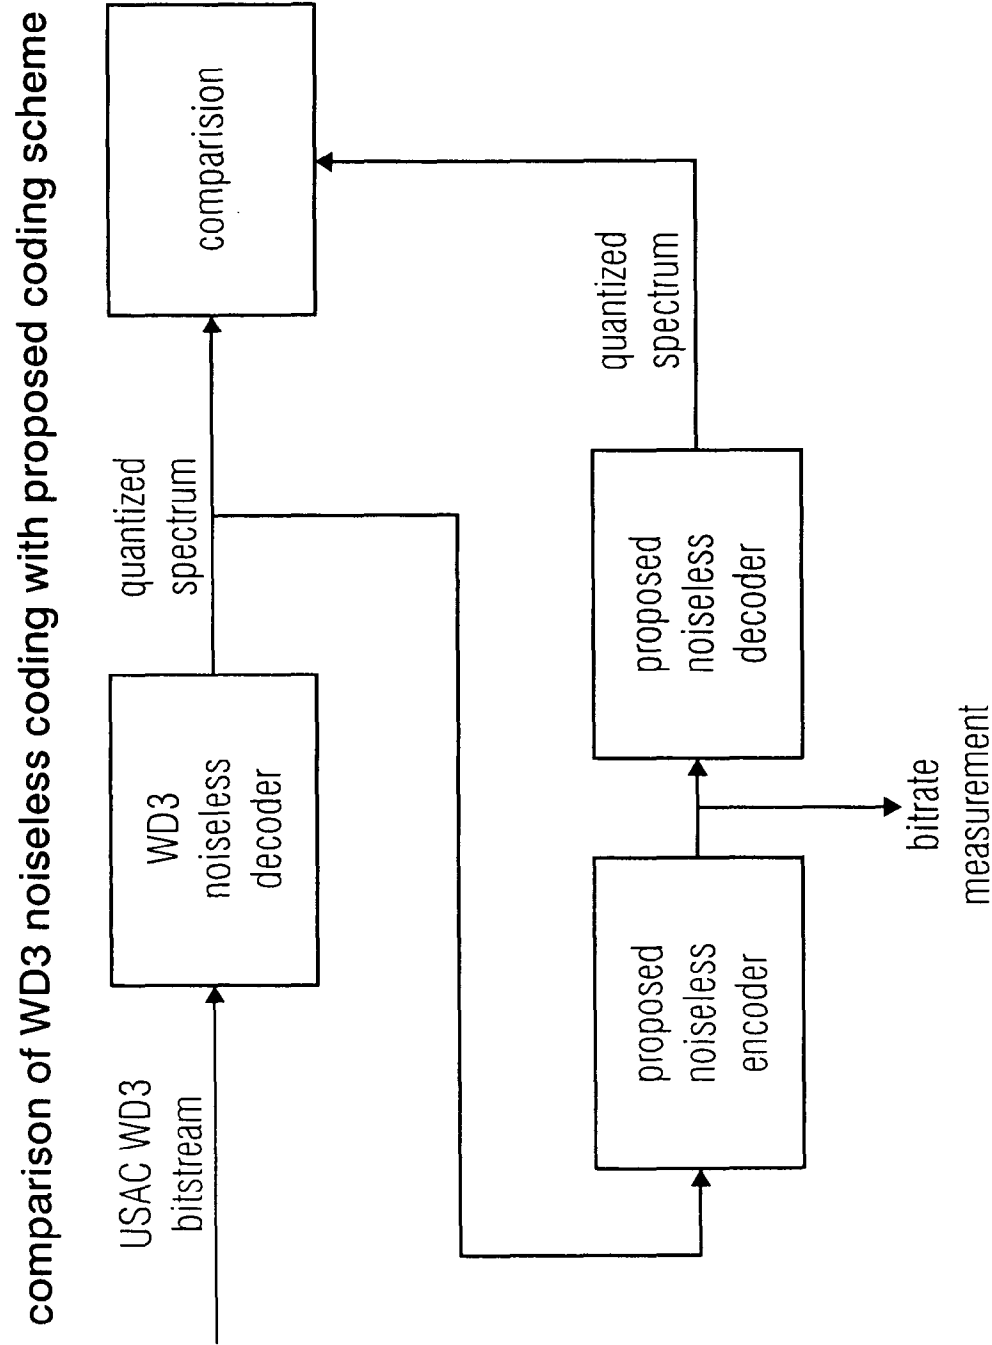 comparison of WD3 noiseless coding with proposed coding scheme
USAC WD3
bitstream
WD3
noiseless
decoder
quantized
spectrum
comparision
proposed
noiseless
encoder
bitrate
measurement
proposed
noiseless
decoder
quantized
spectrum